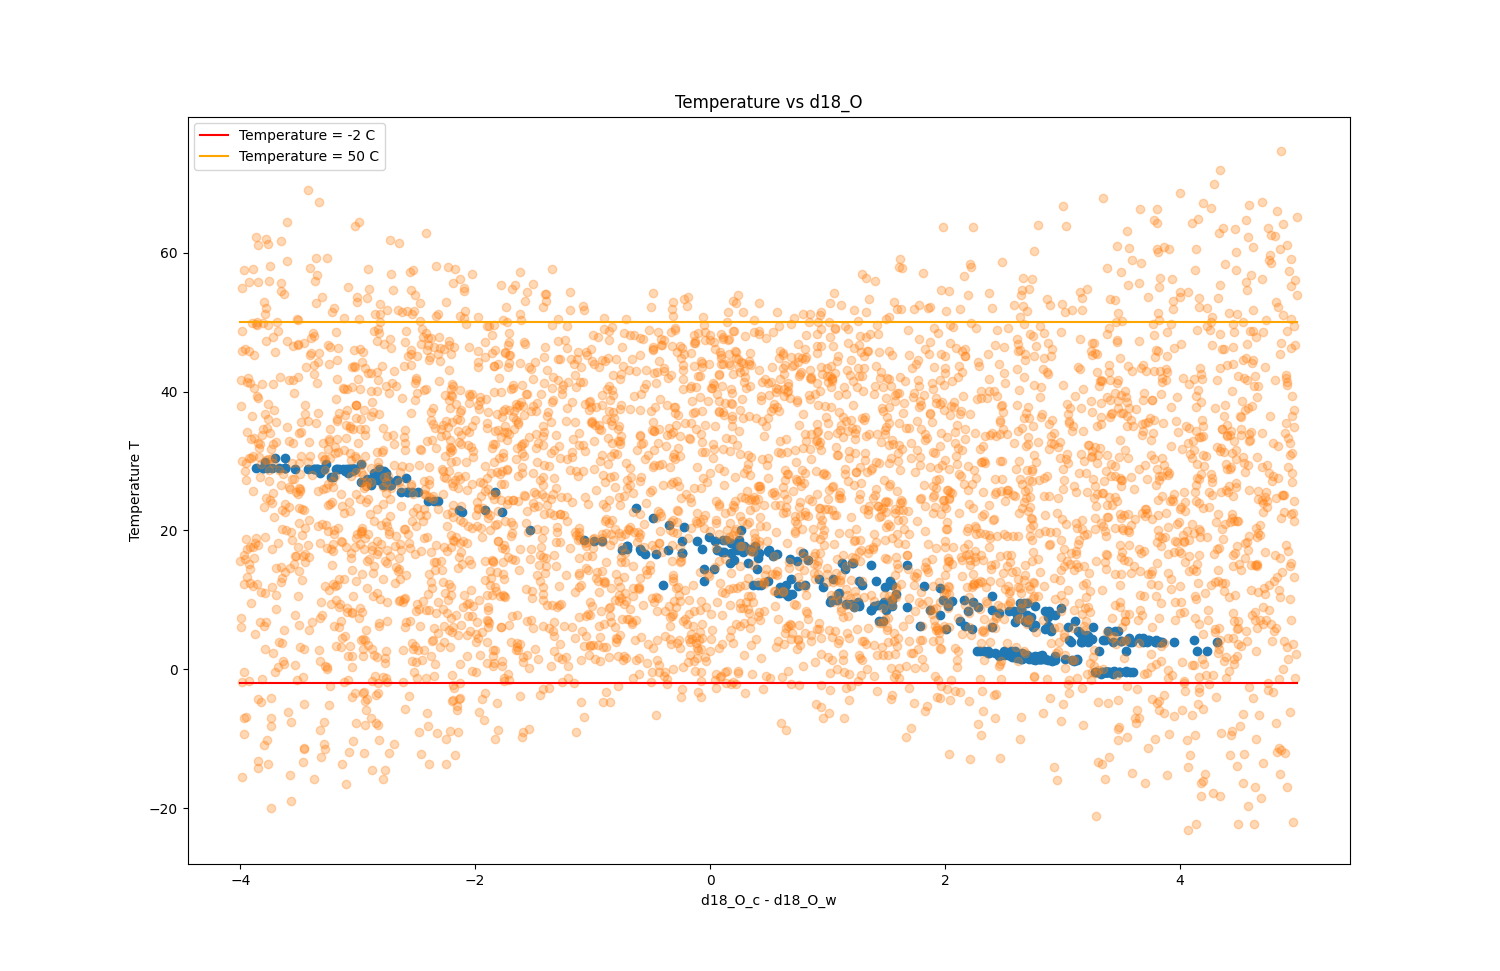 Temperature vs d18_O
Temperature = -2 C
Temperature = 50 C
60
40
20
0
−20
Temperature T
−4
−2
0
2
4
d18_O_c - d18_O_w